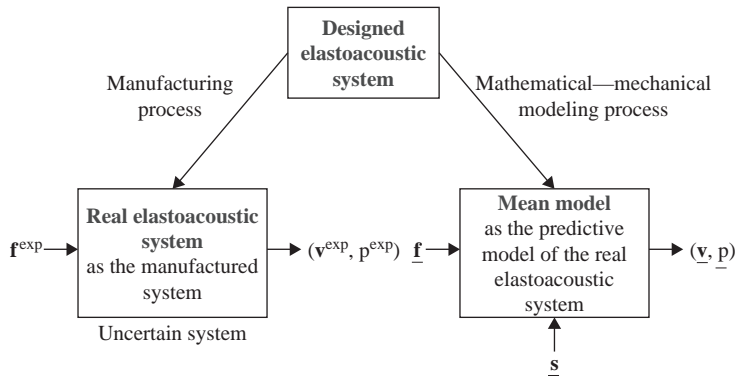 Designed
elastoacoustic
system
Manufacturing
process
Mathematical—mechanical
modeling process
Real elastoacoustic
system
as the manufactured
system
Mean model
as the predictive
model of the real
elastoacoustic
system
f^exp
(v^exp, p^exp)
f
(v, p)
Uncertain system
s